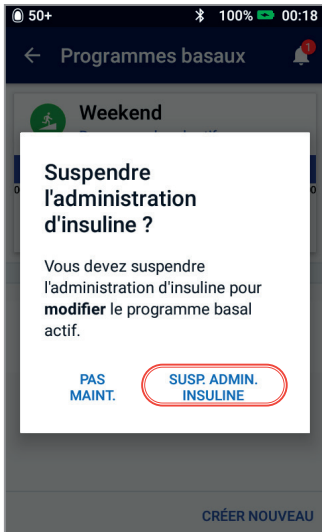 50+ 100% 00:18
Programmes basaux 1
Weekend
Suspendre
l'administration
d'insuline ?
Vous devez suspendre
l'administration d'insuline pour
modifier le programme basal
actif.
PAS
MAINT.
SUSP. ADMIN.
INSULINE
CRÉER NOUVEAU